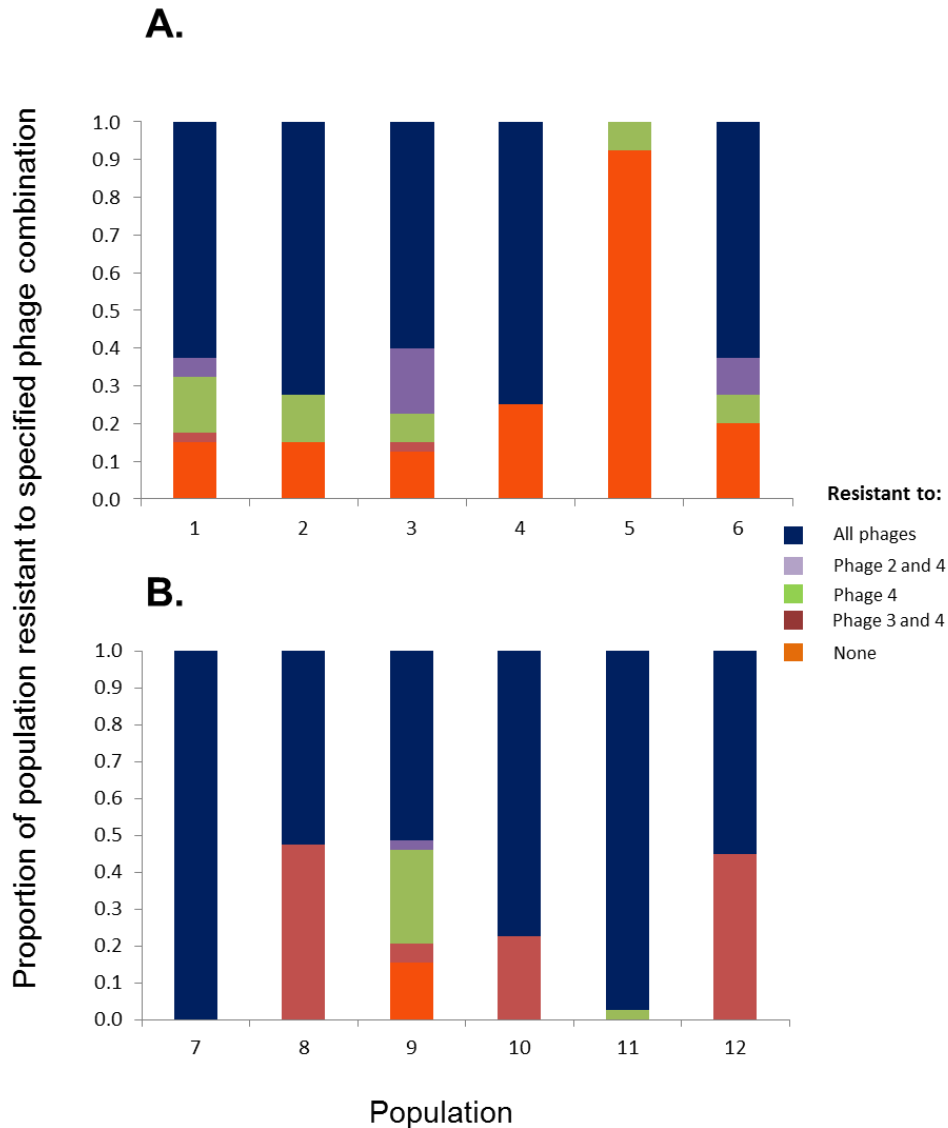 A.
Proportion of population resistant to specified phage combination
1.0
0.9
0.8
0.7
0.6
0.5
0.4
0.3
0.2
0.1
0.0
1 2 3 4 5 6
Resistant to:
All phages
Phage 2 and 4
Phage 4
Phage 3 and 4
None
B.
1.0
0.9
0.8
0.7
0.6
0.5
0.4
0.3
0.2
0.1
0.0
7 8 9 10 11 12
Population